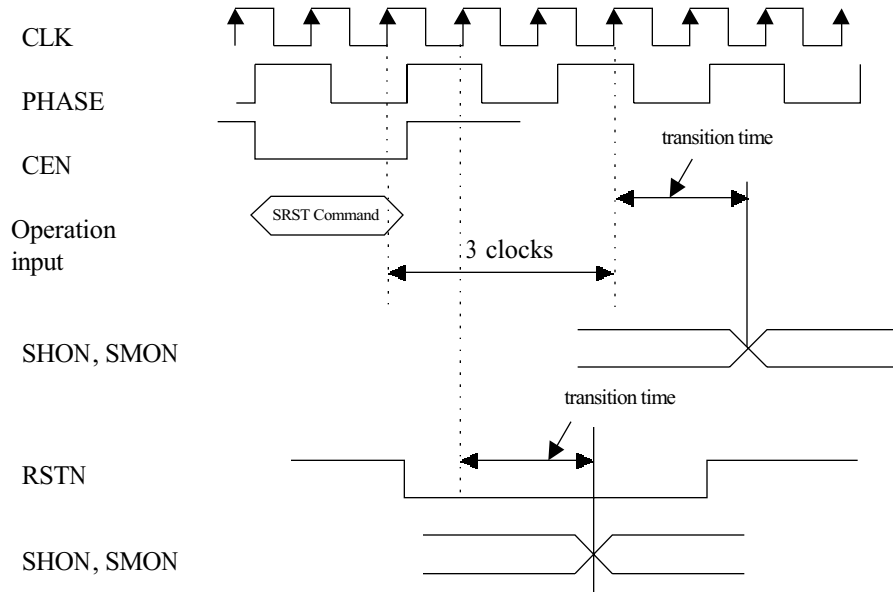 CLK
PHASE
CEN
transition time
SRST Command
Operation
input
3 clocks
SHON, SMON
transition time
RSTN
SHON, SMON